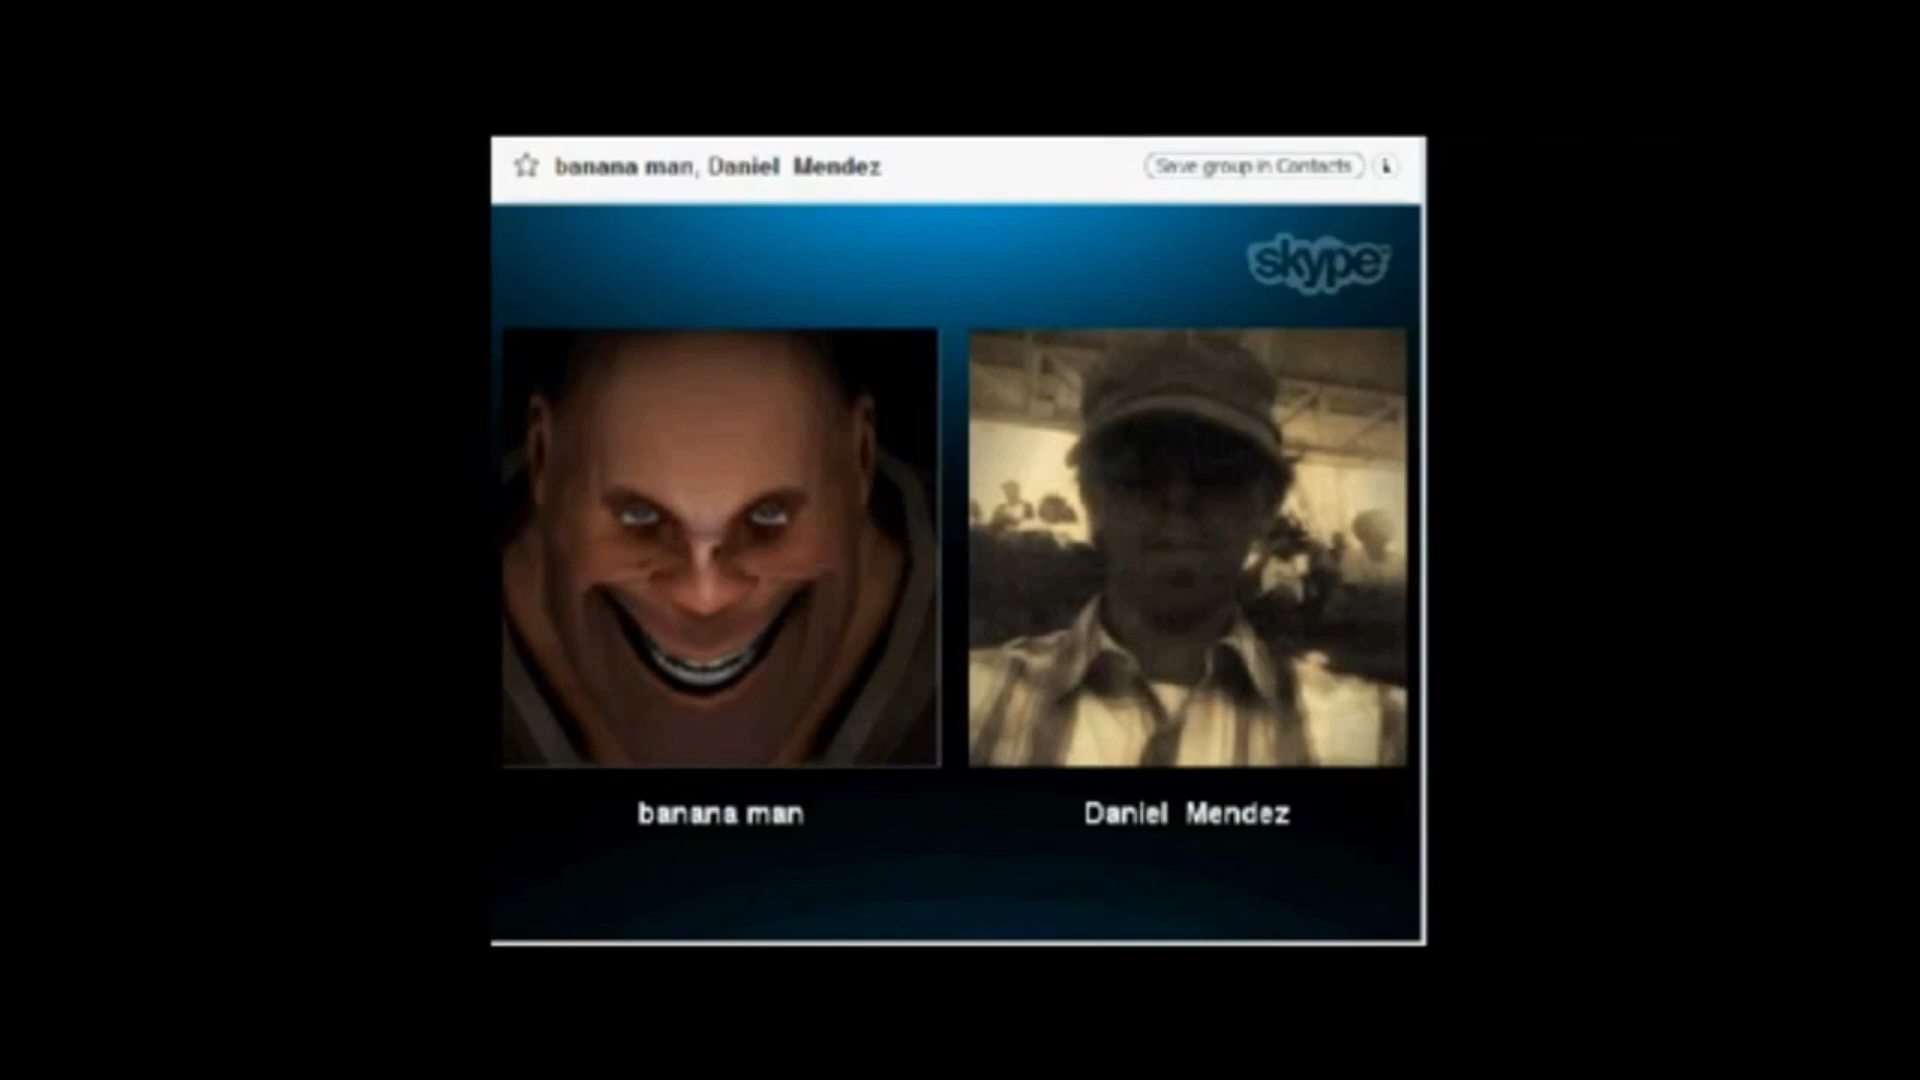 banana man, Daniel Mendez
Save group in Contacts
i
skype
banana man
Daniel Mendez